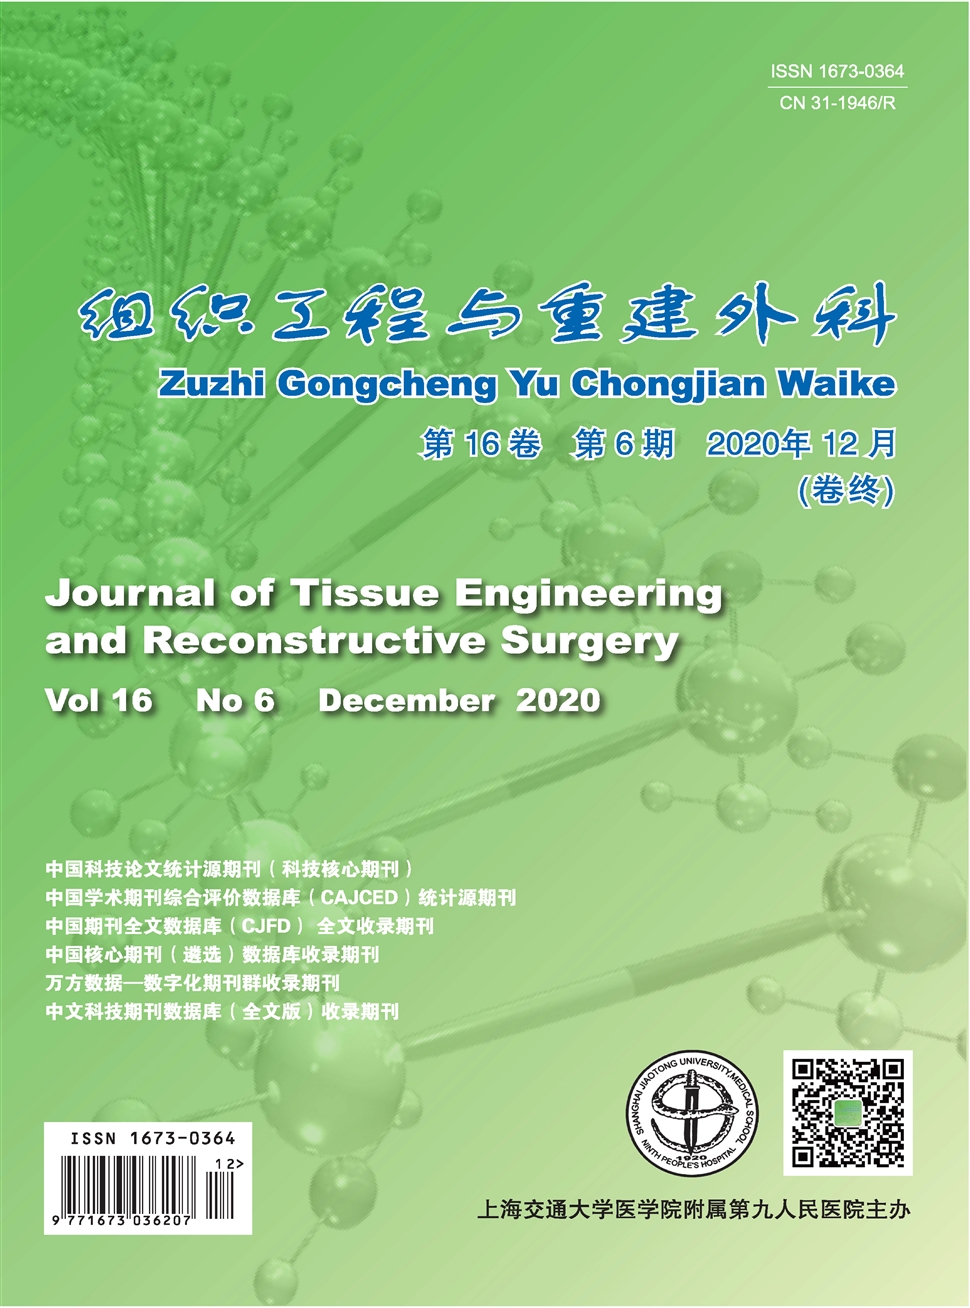 ISSN 1673-0364
CN 31-1946/R
组织工程与重建外科
Zuzhi Gongcheng Yu Chongjian Waike
第 16 卷 第 6 期 2020年 12 月
(卷终)
Journal of Tissue Engineering
and Reconstructive Surgery
Vol 16 No 6 December 2020
中国科技论文统计源期刊（科技核心期刊）
中国学术期刊综合评价数据库（CAJCED）统计源期刊
中国期刊全文数据库（CJFD） 全文收录期刊
中国核心期刊（遴选）数据库收录期刊
万方数据—数字化期刊群收录期刊
中文科技期刊数据库（全文版）收录期刊
ISSN 1673-0364
12>
9 771673 036207
SHANGHAI JIAOTONG UNIVERSITY, MEDICAL SCHOOL
NINTH PEOPLE'S HOSPITAL
1920
上海交通大学医学院附属第九人民医院主办